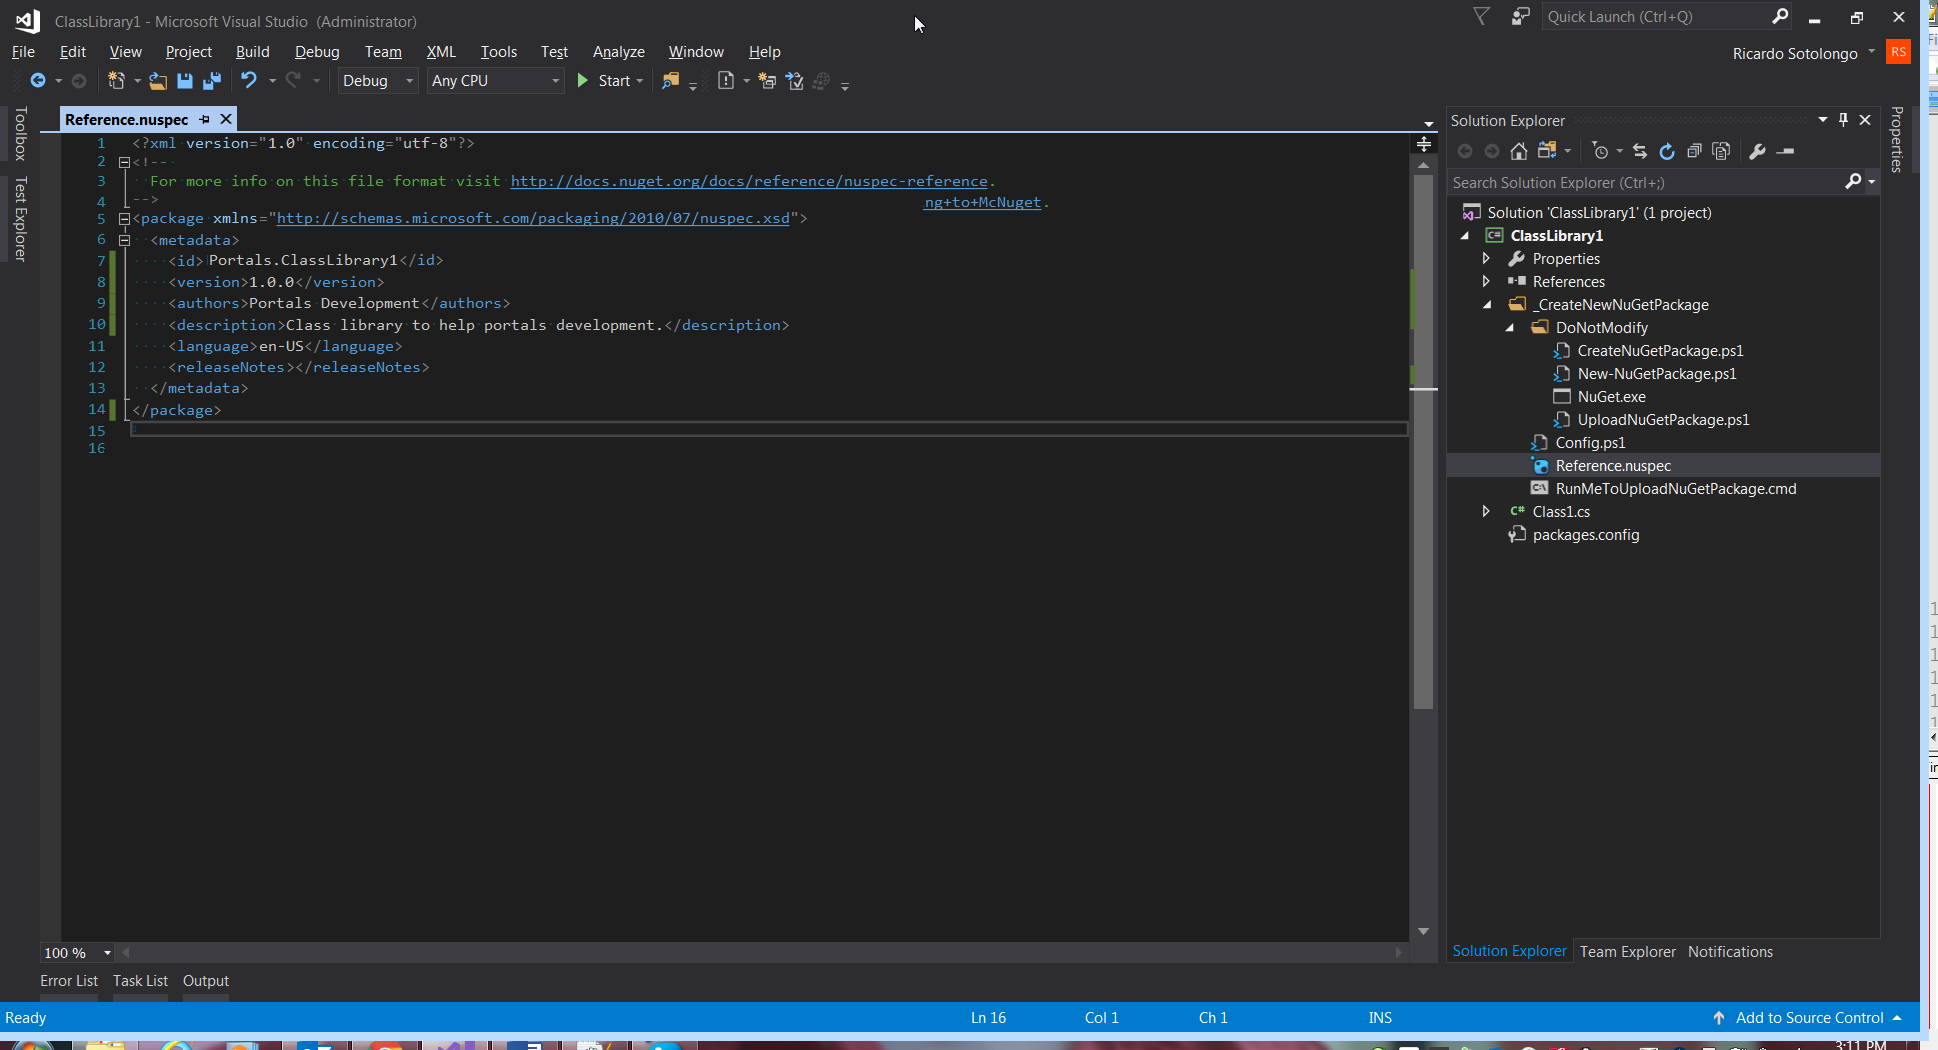 ClassLibrary1 - Microsoft Visual Studio (Administrator)
Quick Launch (Ctrl+Q)
File Edit View Project Build Debug Team XML Tools Test Analyze Window Help
Ricardo Sotolongo RS
Debug Any CPU Start
Toolbox
Test Explorer
Reference.nuspec
1 <?xml version="1.0" encoding="utf-8"?>
2 <!--
3 For more info on this file format visit http://docs.nuget.org/docs/reference/nuspec-reference.
4 --> ng+to+McNuget.
5 <package xmlns="http://schemas.microsoft.com/packaging/2010/07/nuspec.xsd">
6 <metadata>
7 <id>Portals.ClassLibrary1</id>
8 <version>1.0.0</version>
9 <authors>Portals Development</authors>
10 <description>Class library to help portals development.</description>
11 <language>en-US</language>
12 <releaseNotes></releaseNotes>
13 </metadata>
14 </package>
15
16
100 %
Error List Task List Output
Solution Explorer
Properties
Search Solution Explorer (Ctrl+;)
Solution 'ClassLibrary1' (1 project)
C# ClassLibrary1
Properties
References
_CreateNewNuGetPackage
DoNotModify
CreateNuGetPackage.ps1
New-NuGetPackage.ps1
NuGet.exe
UploadNuGetPackage.ps1
Config.ps1
Reference.nuspec
RunMeToUploadNuGetPackage.cmd
C# Class1.cs
packages.config
Solution Explorer Team Explorer Notifications
Ready Ln 16 Col 1 Ch 1 INS Add to Source Control
3:11 PM